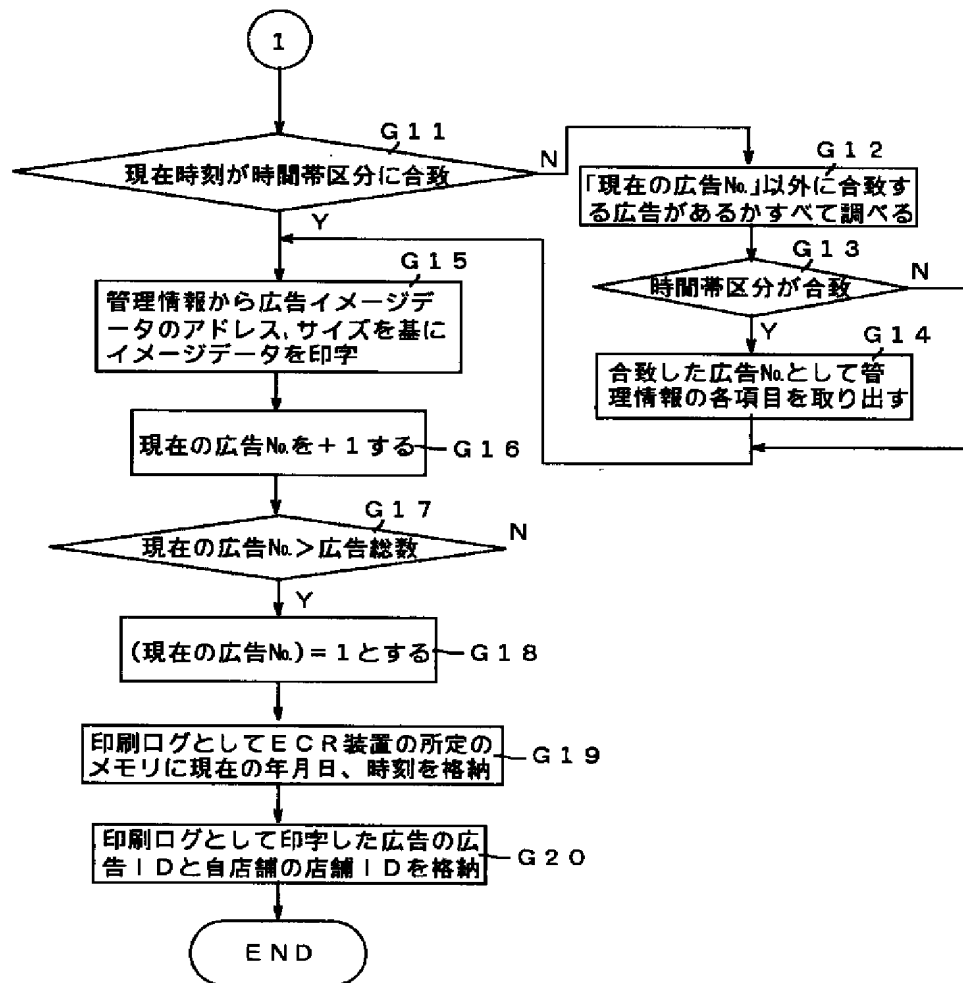 1
G11
現在時刻が時間帯区分に合致
N
Y
G12
「現在の広告№」以外に合致す
る広告があるかすべて調べる
G13
時間帯区分が合致
N
Y
G14
合致した広告№として管
理情報の各項目を取り出す
G15
管理情報から広告イメージデ
ータのアドレス,サイズを基に
イメージデータを印字
現在の広告№を+1する
G16
G17
現在の広告№>広告総数
N
Y
(現在の広告№)=1とする
G18
印刷ログとしてECR装置の所定の
メモリに現在の年月日、時刻を格納
G19
印刷ログとして印字した広告の広
告IDと自店舗の店舗IDを格納
G20
END